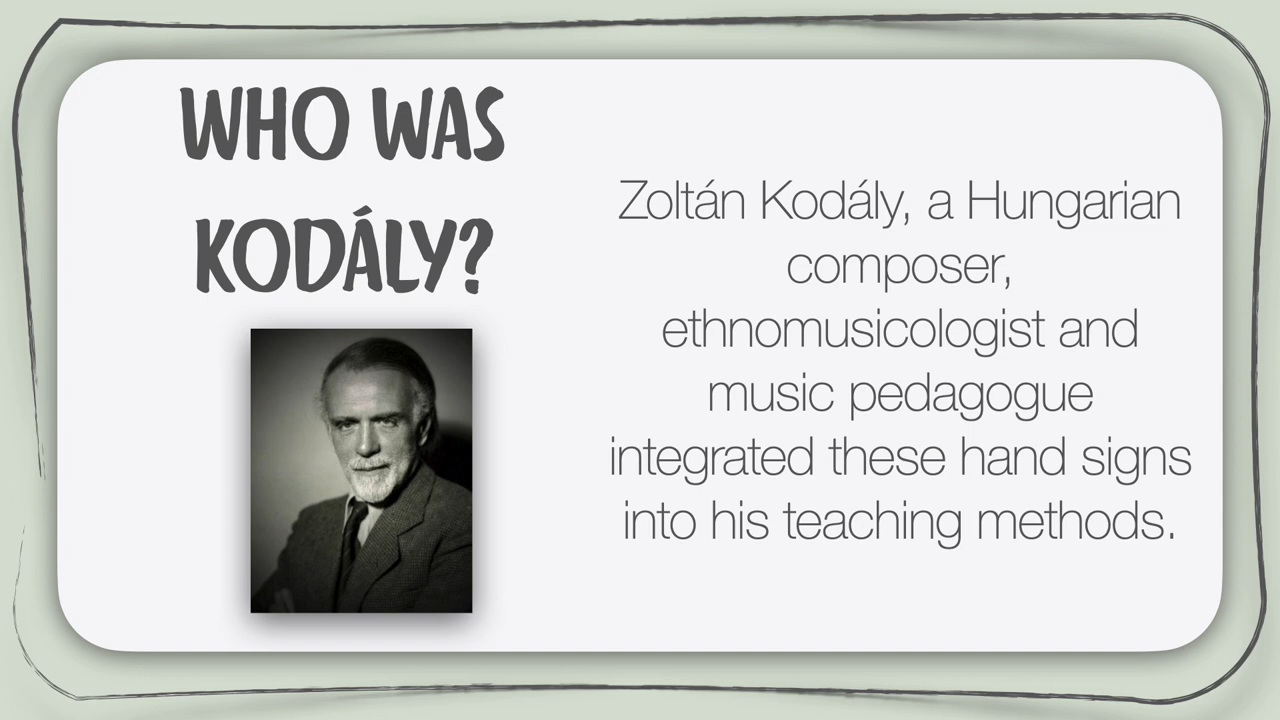 WHO WAS
KODÁLY?
Zoltán Kodály, a Hungarian
composer,
ethnomusicologist and
music pedagogue
integrated these hand signs
into his teaching methods.